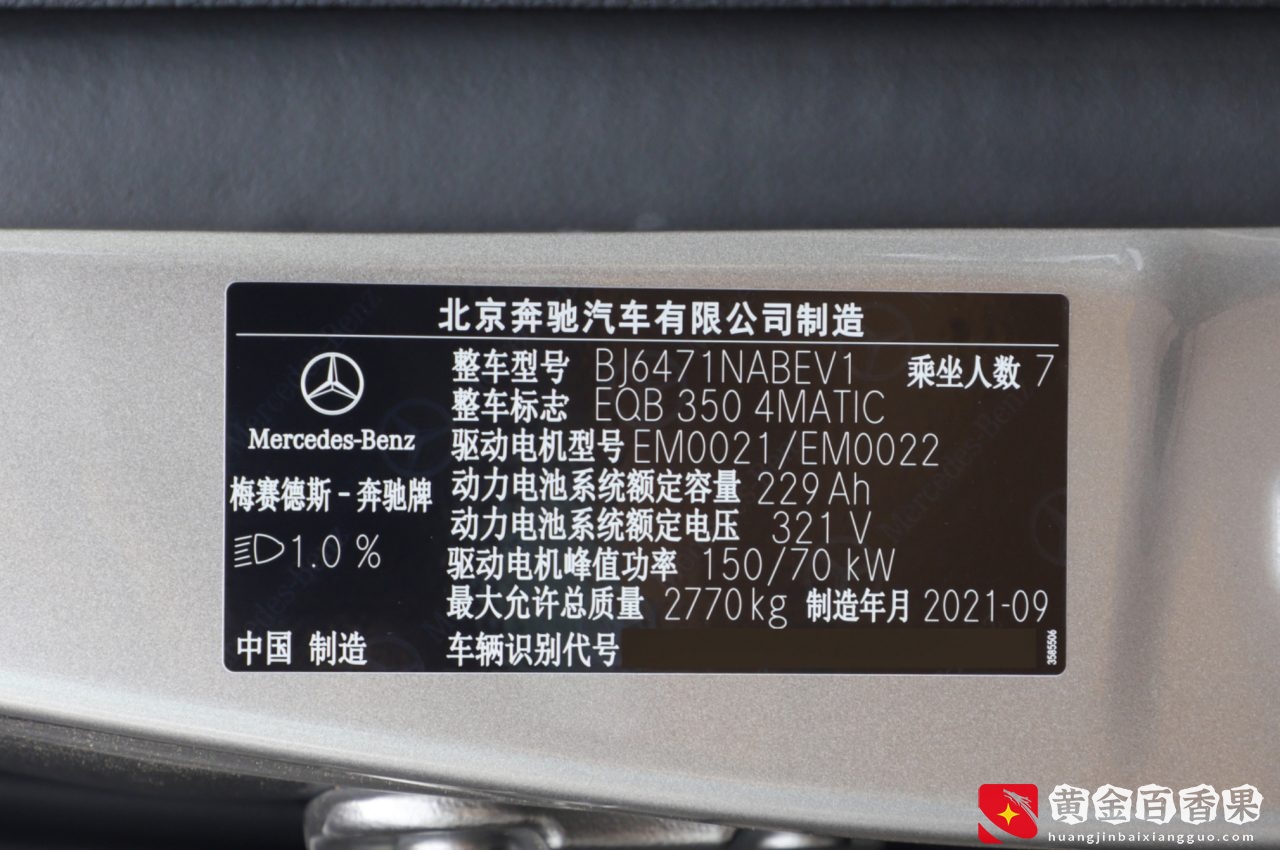 北京奔驰汽车有限公司制造
Mercedes-Benz
梅赛德斯-奔驰牌
1.0 %
中国 制造
整车型号 BJ6471NABEV1 乘坐人数 7
整车标志 EQB 350 4MATIC
驱动电机型号 EM0021/EM0022
动力电池系统额定容量 229 Ah
动力电池系统额定电压 321 V
驱动电机峰值功率 150/70 kW
最大允许总质量 2770 kg 制造年月 2021-09
车辆识别代号
3585506
黄金百香果
huangjinbaixiangguo.com